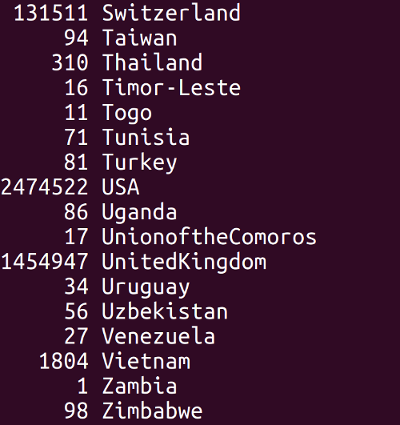 131511 Switzerland
94 Taiwan
310 Thailand
16 Timor-Leste
11 Togo
71 Tunisia
81 Turkey
2474522 USA
86 Uganda
17 UnionoftheComoros
1454947 UnitedKingdom
34 Uruguay
56 Uzbekistan
27 Venezuela
1804 Vietnam
1 Zambia
98 Zimbabwe